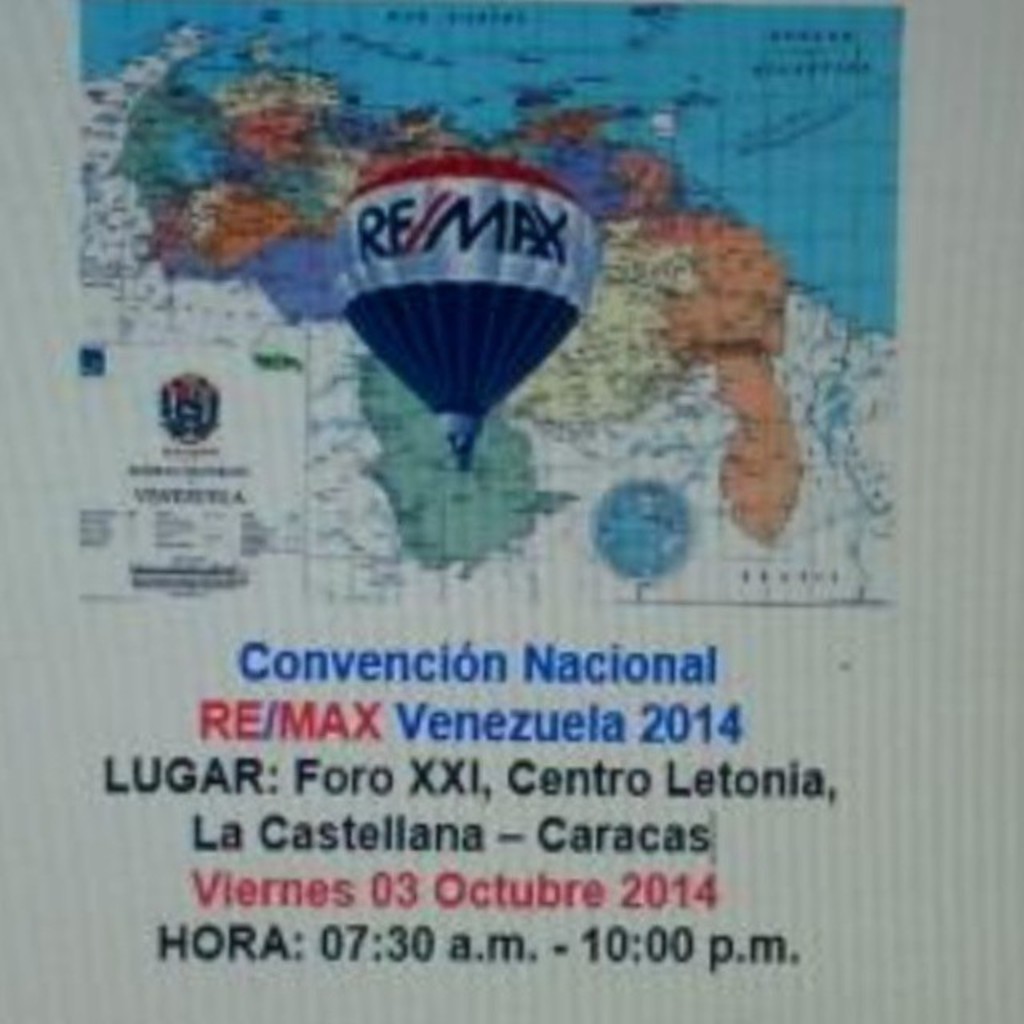 RE/MAX
VENEZUELA
Convención Nacional
RE/MAX Venezuela 2014
LUGAR: Foro XXI, Centro Letonia,
La Castellana – Caracas
Viernes 03 Octubre 2014
HORA: 07:30 a.m. - 10:00 p.m.